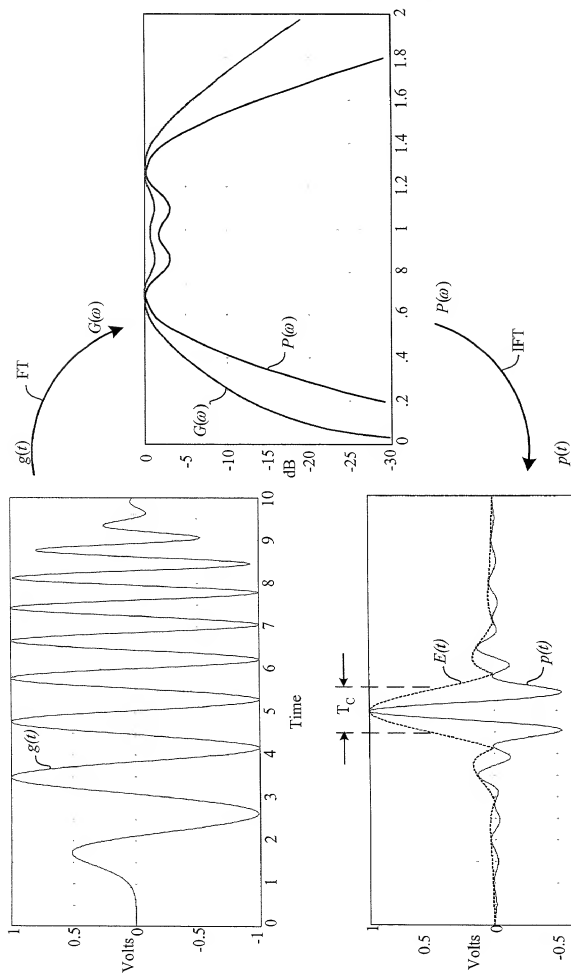 1
0.5
Volts
0
-0.5
-1
0 1 2 3 4 5 6 7 8 9 10
Time
g(t)
g(t)
FT
G(ω)
0
-5
-10
dB
-15
-20
-25
-30
0 .2 .4 .6 8 1 1.2 1.4 1.6 1.8 2
G(ω)
P(ω)
P(ω)
IFT
p(t)
1
0.5
Volts
0
-0.5
T_C
E(t)
p(t)